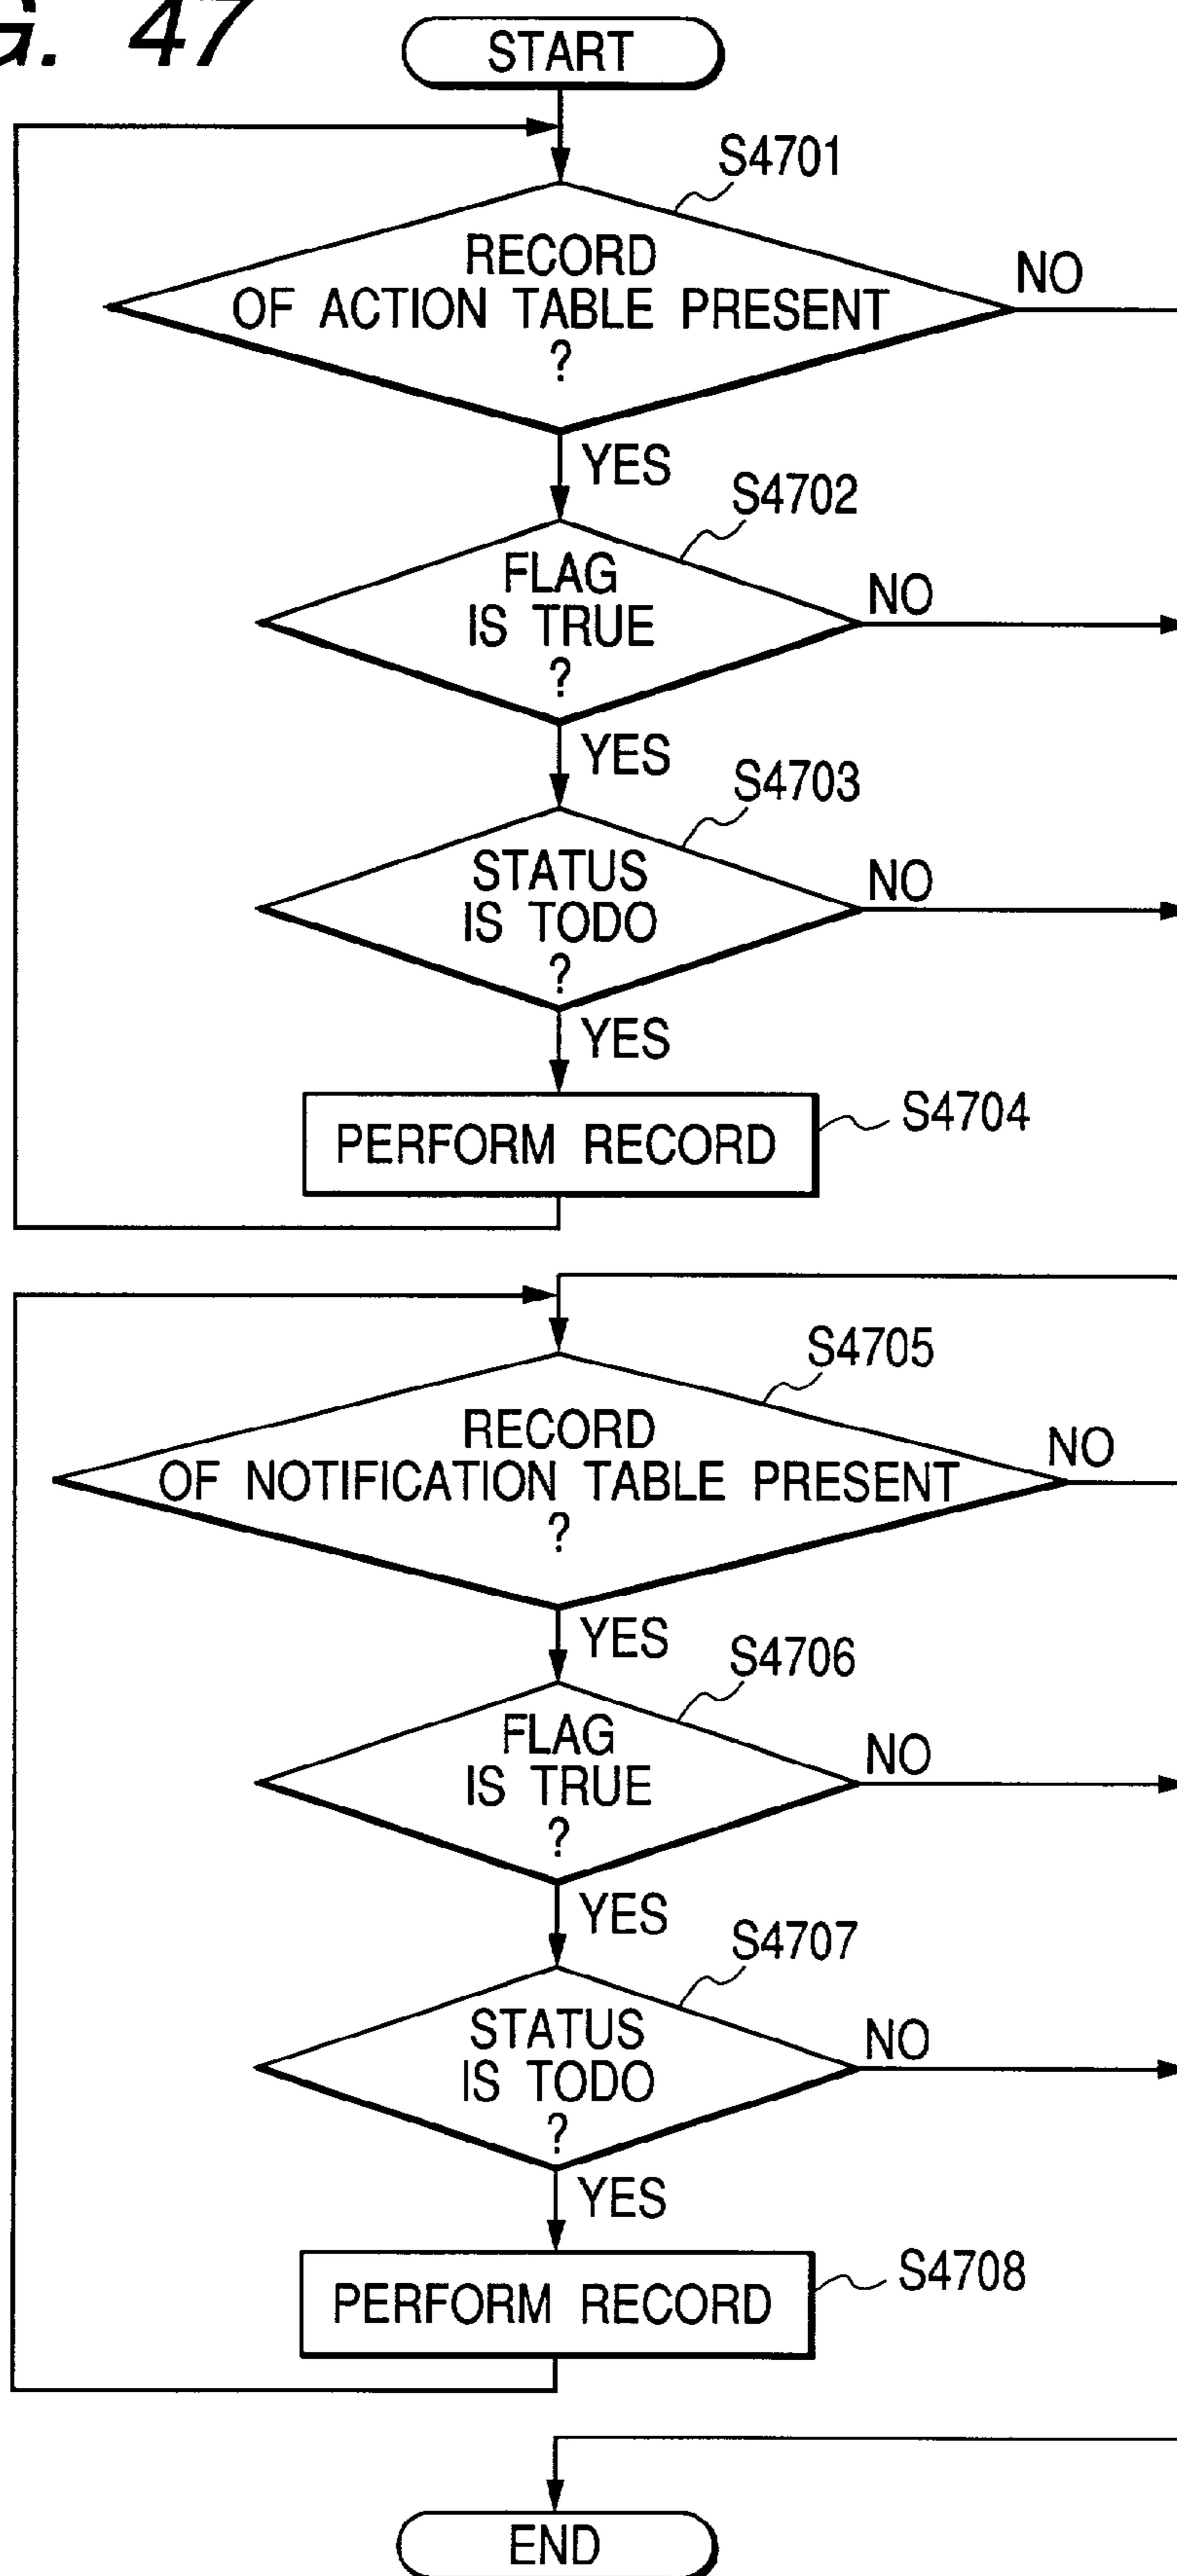 G. 47
START
S4701
RECORD
OF ACTION TABLE PRESENT
?
NO
YES
S4702
FLAG
IS TRUE
?
NO
YES
S4703
STATUS
IS TODO
?
NO
YES
PERFORM RECORD
S4704
S4705
RECORD
OF NOTIFICATION TABLE PRESENT
?
NO
YES
S4706
FLAG
IS TRUE
?
NO
YES
S4707
STATUS
IS TODO
?
NO
YES
PERFORM RECORD
S4708
END